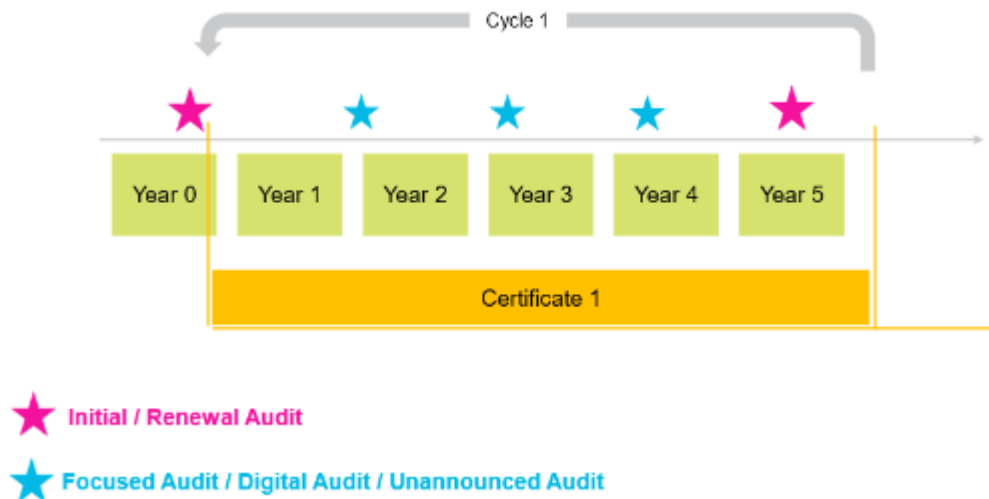 Cycle 1
Year 0
Year 1
Year 2
Year 3
Year 4
Year 5
Certificate 1
Initial / Renewal Audit
Focused Audit / Digital Audit / Unannounced Audit